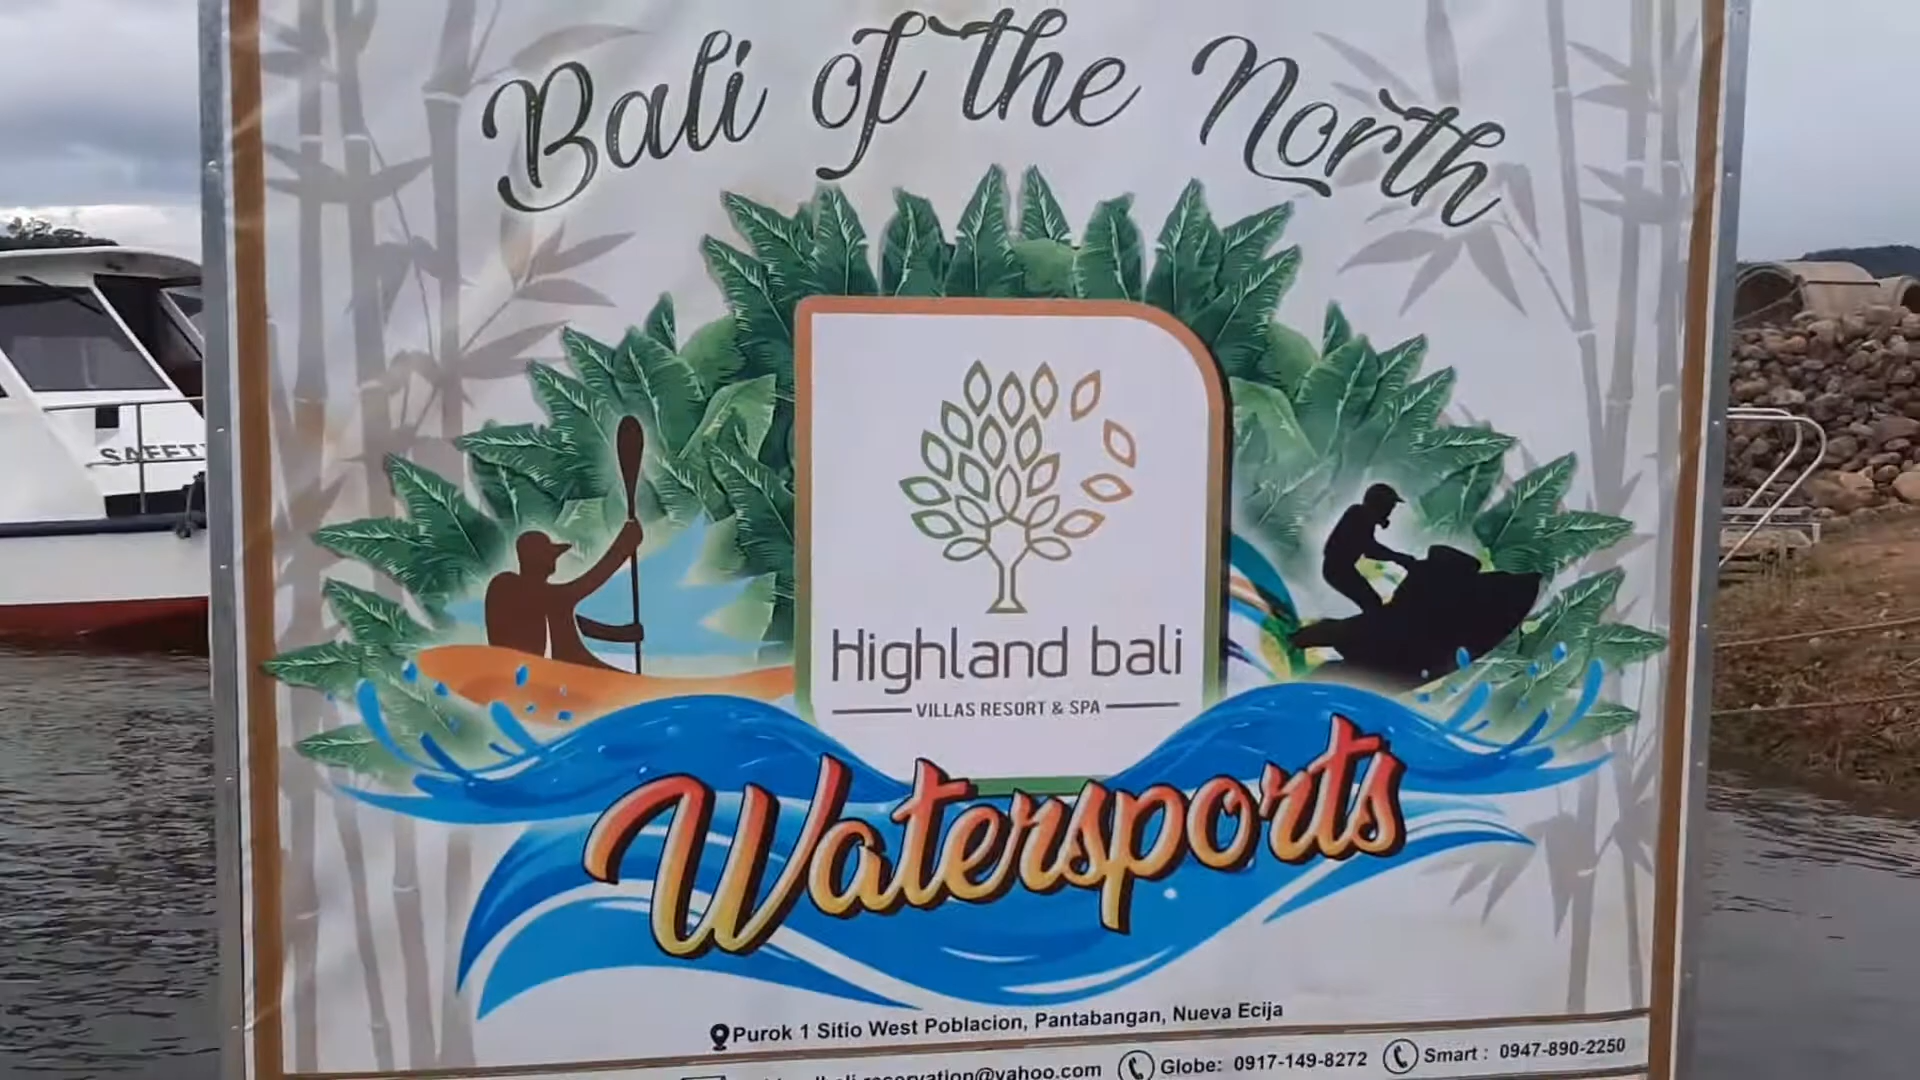 Bali of the North
Highland bali
VILLAS RESORT & SPA
Watersports
Purok 1 Sitio West Poblacion, Pantabangan, Nueva Ecija
Globe: 0917-149-8272 Smart : 0947-890-2250